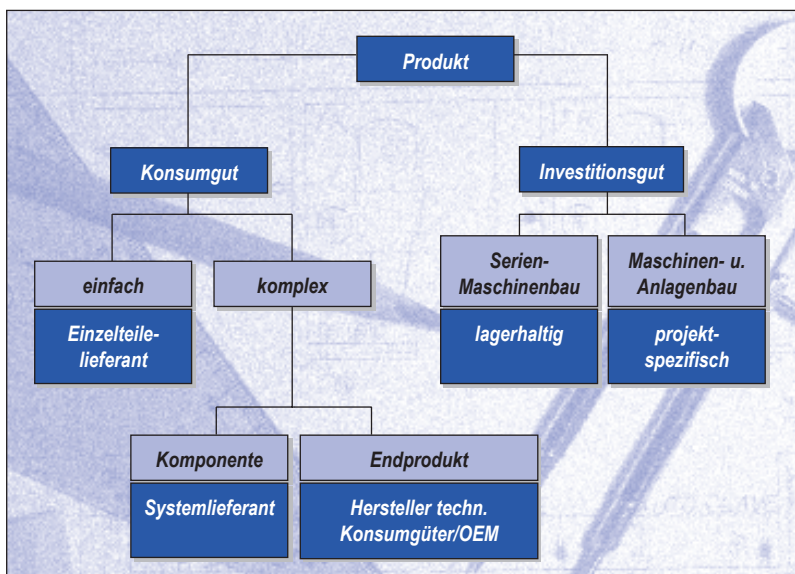 Produkt
Konsumgut
Investitionsgut
einfach
Einzelteile-
lieferant
komplex
Serien-
Maschinenbau
lagerhaltig
Maschinen- u.
Anlagenbau
projekt-
spezifisch
Komponente
Systemlieferant
Endprodukt
Hersteller techn.
Konsumgüter/OEM